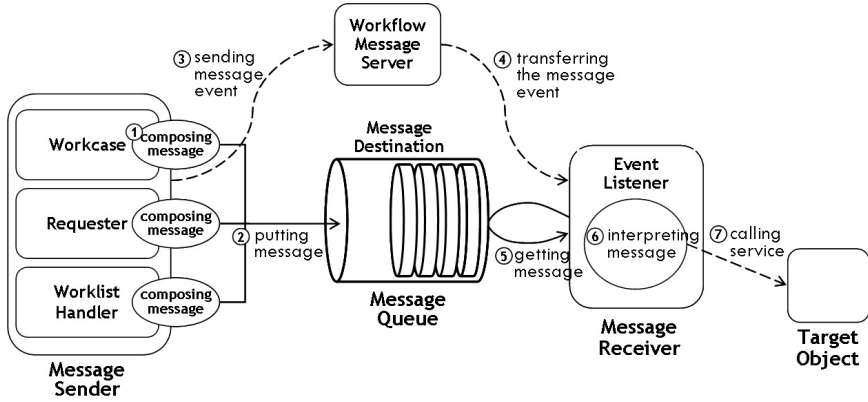 Workflow
Message
Server
③ sending
message
event
④ transferring
the message
event
①
composing
message
Workcase
Requester
composing
message
Worklist
Handler
composing
message
Message
Sender
② putting
message
Message
Destination
Message
Queue
⑤ getting
message
Event
Listener
⑥ interpreting
message
Message
Receiver
⑦ calling
service
Target
Object